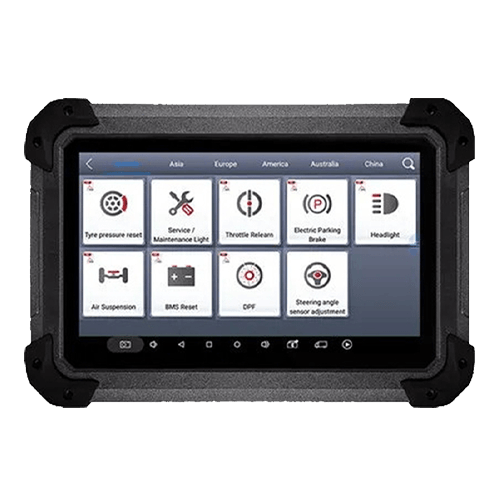 Asia Europe America Australia China
Tyre pressure reset
Service /
Maintenance Light
Throttle Relearn
Electric Parking
Brake
Headlight
Air Suspension
BMS Reset
DPF
Steering angle
sensor adjustment